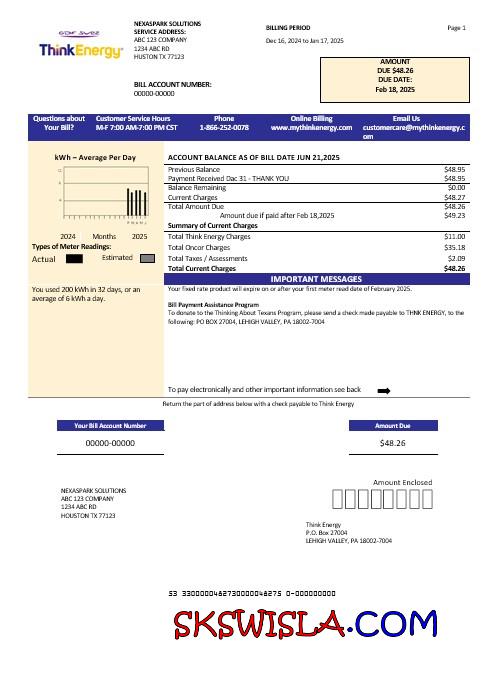 GDF SVEZ
ThinkEnergy®
NEXASPARK SOLUTIONS
SERVICE ADDRESS:
ABC 123 COMPANY
1234 ABC RD
HUSTON TX 77123
BILL ACCOUNT NUMBER:
00000-00000
BILLING PERIOD
Dec 16, 2024 to Jan 17, 2025
Page 1
AMOUNT
DUE $48.26
DUE DATE:
Feb 18, 2025
Questions about
Your Bill?
Customer Service Hours
M-F 7:00 AM-7:00 PM CST
Phone
1-866-252-0078
Online Billing
www.mythinkenergy.com
Email Us
customercare@mythinkenergy.c
om
kWh – Average Per Day
2024 Months 2025
Types of Meter Readings:
Actual Estimated
You used 200 kWh in 32 days, or an
average of 6 kWh a day.
ACCOUNT BALANCE AS OF BILL DATE JUN 21,2025
Previous Balance $48.95
Payment Received Dac 31 - THANK YOU $48.95
Balance Remaining $0.00
Current Charges $48.27
Total Amount Due $48.26
Amount due if paid after Feb 18,2025 $49.23
Summary of Current Charges
Total Think Energy Charges $11.00
Total Oncor Charges $35.18
Total Taxes / Assessments $2.09
Total Current Charges $48.26
IMPORTANT MESSAGES
Your fixed rate product will expire on or after your first meter read date of February 2025.
Bill Payment Assistance Program
To donate to the Thinking About Texans Program, please send a check made payable to THNK ENERGY, to the
following: PO BOX 27004, LEHIGH VALLEY, PA 18002-7004
To pay electronically and other important information see back
Return the part of address below with a check payable to Think Energy
Your Bill Account Number
00000-00000
Amount Due
$48.26
NEXASPARK SOLUTIONS
ABC 123 COMPANY
1234 ABC RD
HOUSTON TX 77123
Amount Enclosed
Think Energy
P.O. Box 27004
LEHIGH VALLEY, PA 18002-7004
53 3300000482730000048275 0-000000000
SKSWISLA.COM